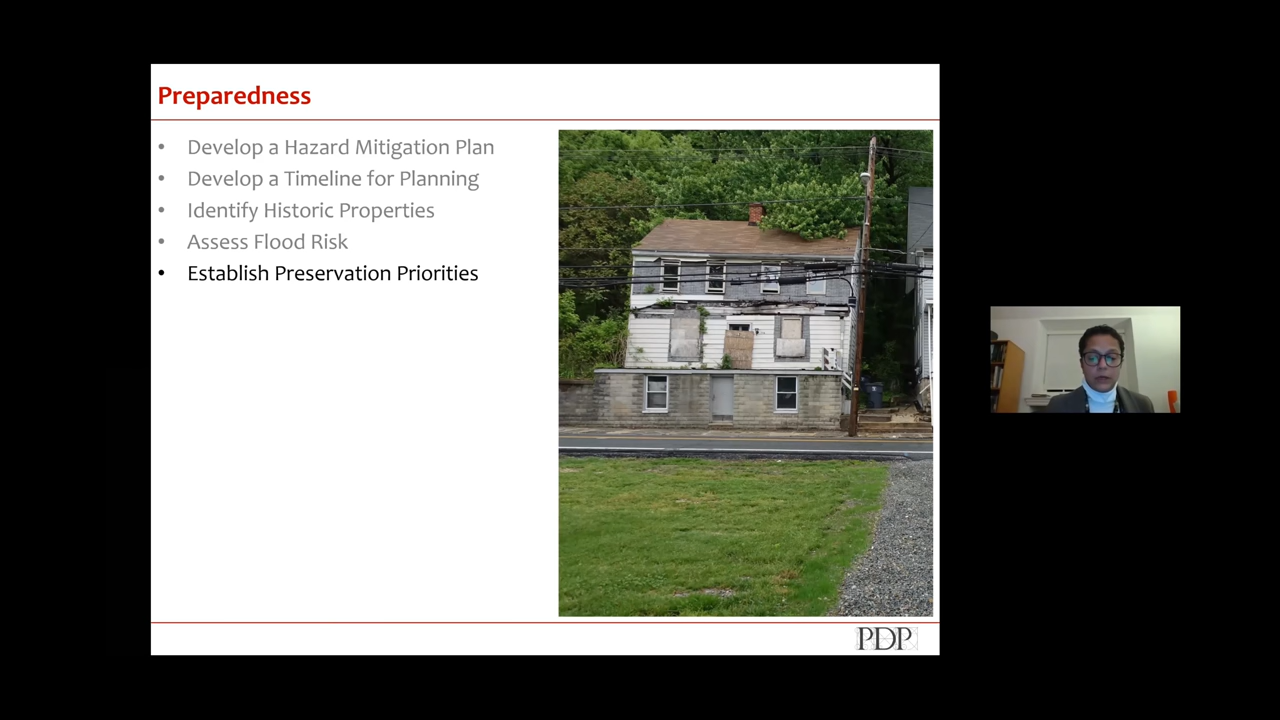 Preparedness
• Develop a Hazard Mitigation Plan
• Develop a Timeline for Planning
• Identify Historic Properties
• Assess Flood Risk
• Establish Preservation Priorities
PDP